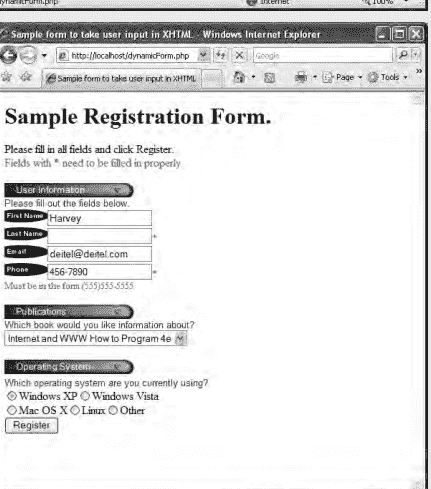 dynamicForm.php
Internet
100%
Sample form to take user input in XHTML - Windows Internet Explorer
http://localhost/dynamicForm.php
Google
Sample form to take user input in XHTML
Page
Tools
Sample Registration Form.
Please fill in all fields and click Register.
Fields with * need to be filled in properly
User Information
Please fill out the fields below.
First Name Harvey
Last Name *
Email deitel@deitel.com
Phone 456-7890 *
Must be in the form (555)555-5555
Publications
Which book would you like information about?
Internet and WWW How to Program 4e
Operating System
Which operating system are you currently using?
Windows XP Windows Vista
Mac OS X Linux Other
Register